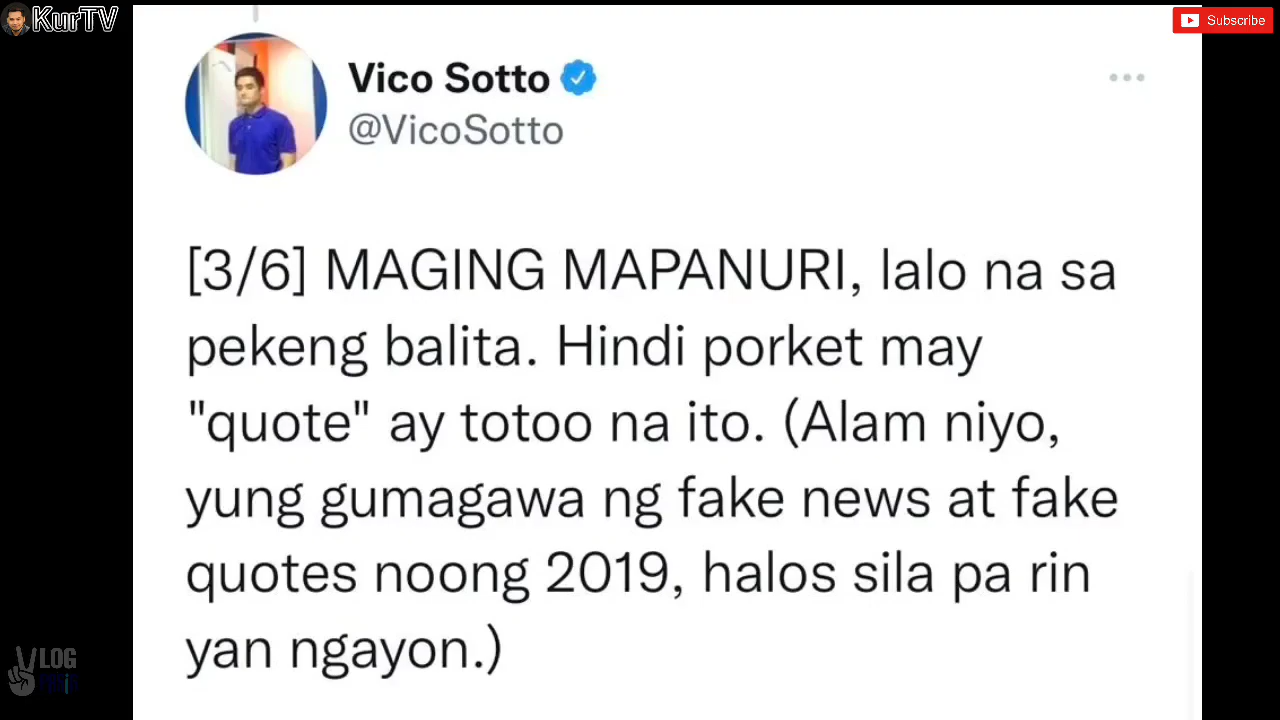 KurTV
Subscribe
Vico Sotto
@VicoSotto
[3/6] MAGING MAPANURI, lalo na sa
pekeng balita. Hindi porket may
"quote" ay totoo na ito. (Alam niyo,
yung gumagawa ng fake news at fake
quotes noong 2019, halos sila pa rin
yan ngayon.)
VLOG